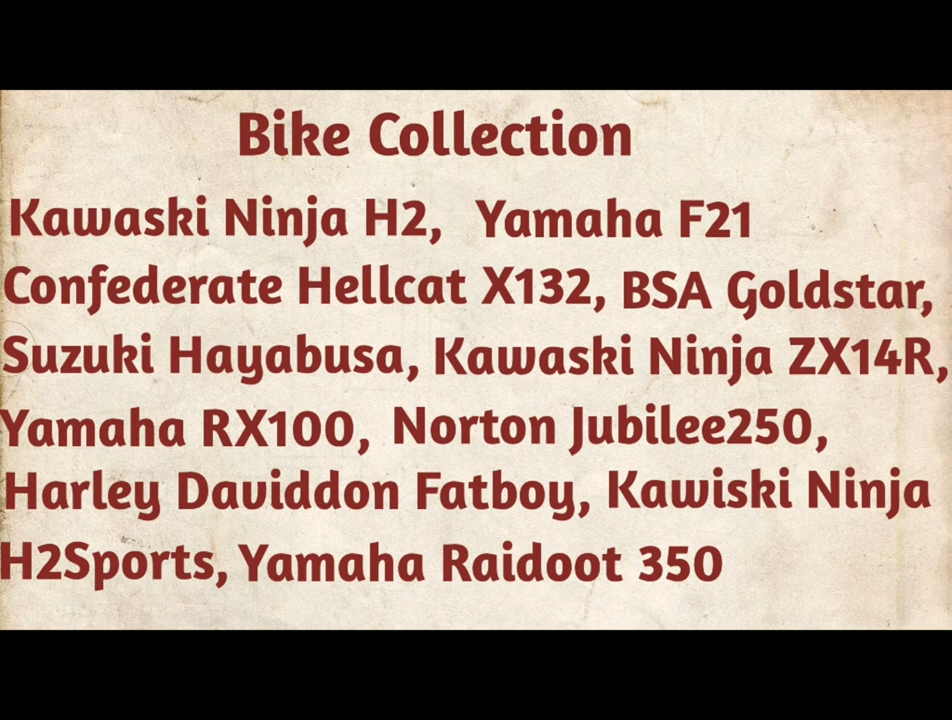 Bike Collection
Kawaski Ninja H2, Yamaha F21
Confederate Hellcat X132, BSA Goldstar,
Suzuki Hayabusa, Kawaski Ninja ZX14R,
Yamaha RX100, Norton Jubilee250,
Harley Daviddon Fatboy, Kawiski Ninja
H2Sports, Yamaha Raidoot 350